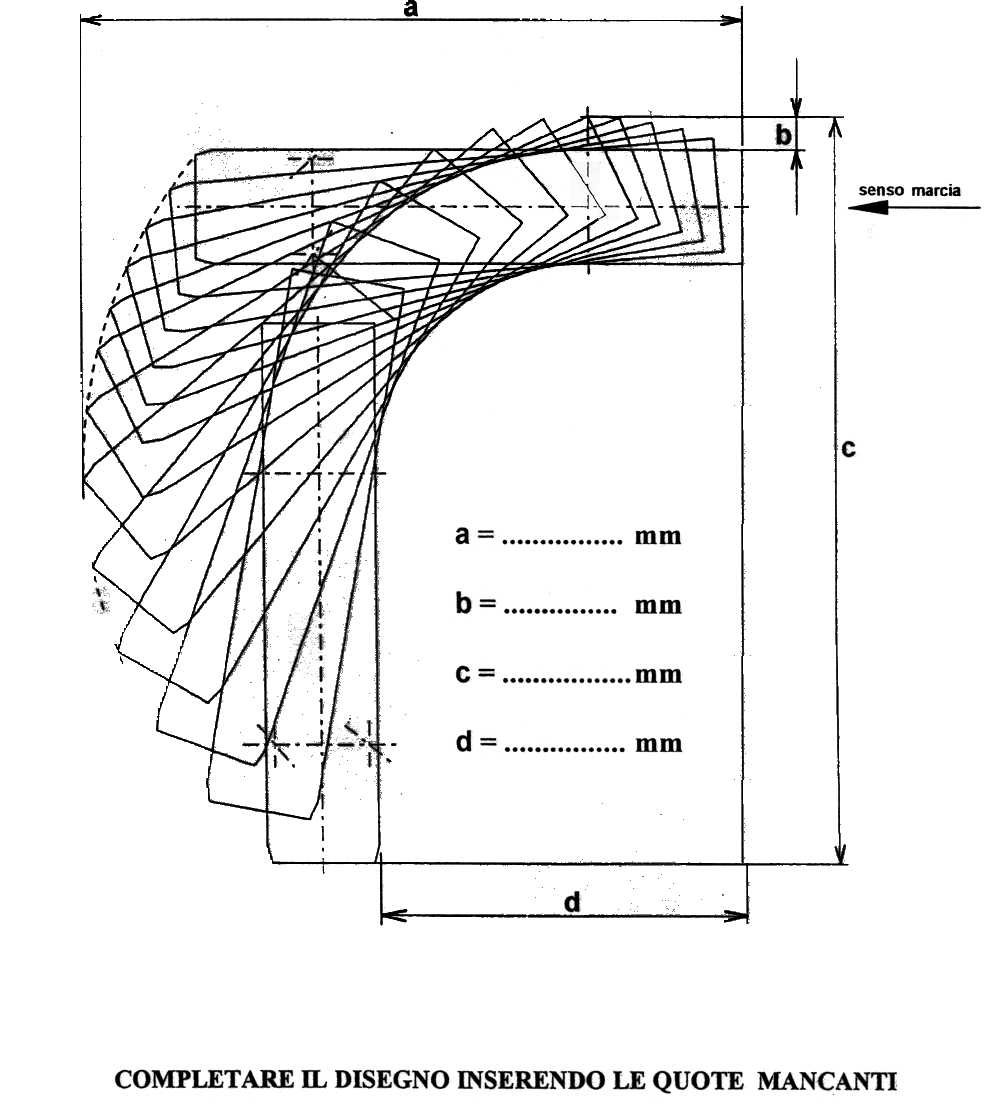 a
b
senso marcia
c
a = ................ mm
b = ............... mm
c = .................mm
d = ................ mm
d
COMPLETARE IL DISEGNO INSERENDO LE QUOTE MANCANTI